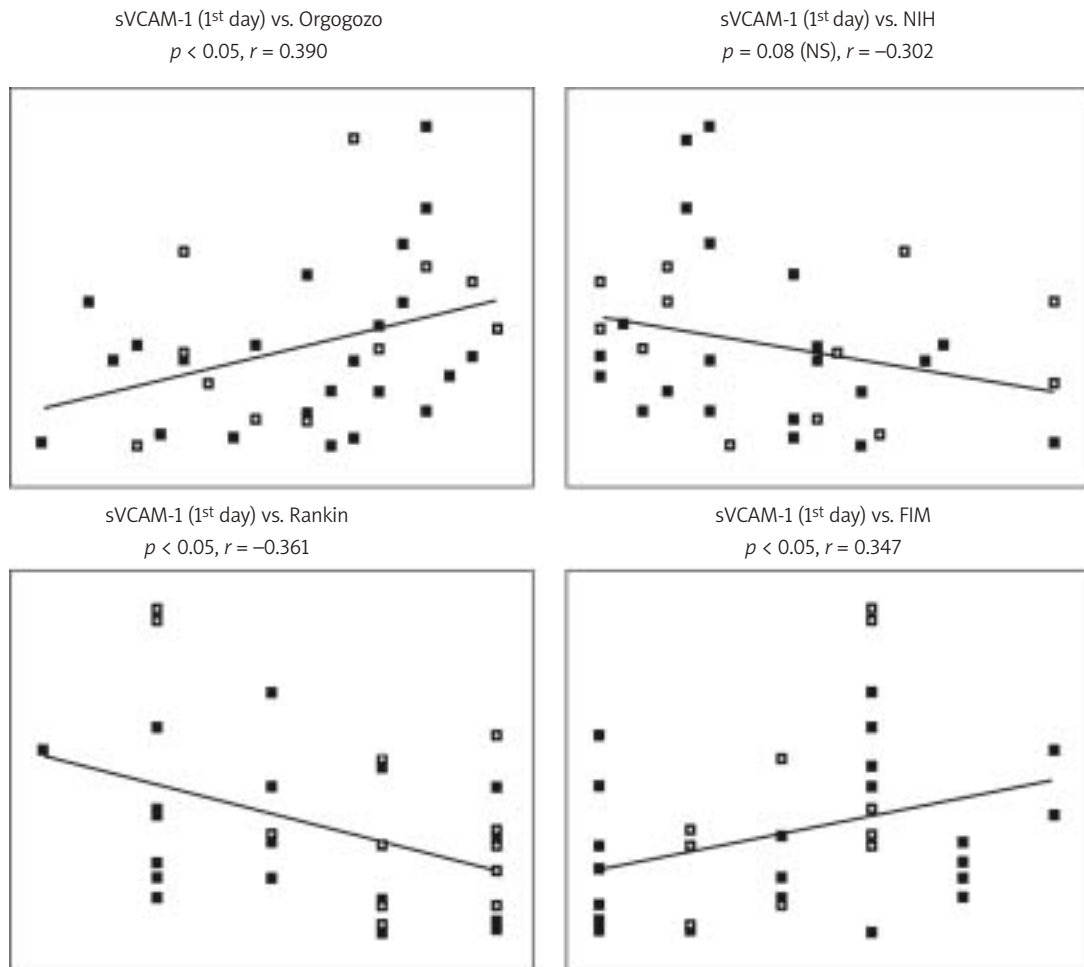 sVCAM-1 (1st day) vs. Orgogozo
p < 0.05, r = 0.390
sVCAM-1 (1st day) vs. NIH
p = 0.08 (NS), r = –0.302
sVCAM-1 (1st day) vs. Rankin
p < 0.05, r = –0.361
sVCAM-1 (1st day) vs. FIM
p < 0.05, r = 0.347